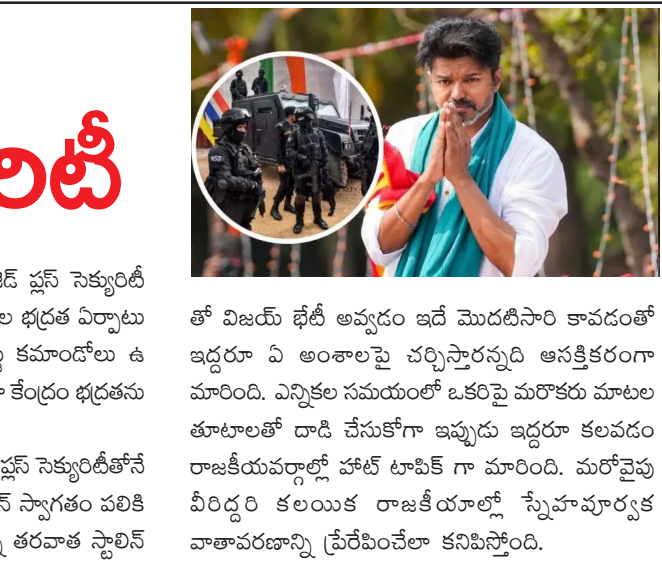 రిటీ
ప్లస్ సెక్యురిటీ
ల భద్రత ఏర్పాటు
కమాండోలు ఉ
కేంద్రం భద్రతను
ప్లస్ సెక్యురిటీతోనే
స్వాగతం పలికి
తరవాత స్టాలిన్
NSG
తో విజయ్ భేటీ అవ్వడం ఇదే మొదటిసారి కావడంతో
ఇద్దరూ ఏ అంశాలపై చర్చిస్తారన్నది ఆసక్తికరంగా
మారింది. ఎన్నికల సమయంలో ఒకరిపై మరొకరు మాటల
తూటాలతో దాడి చేసుకోగా ఇప్పుడు ఇద్దరూ కలవడం
రాజకీయవర్గాల్లో హాట్ టాపిక్ గా మారింది. మరోవైపు
వీరిద్దరి కలయిక రాజకీయాల్లో స్నేహపూర్వక
వాతావరణాన్ని ప్రేరేపించేలా కనిపిస్తోంది.